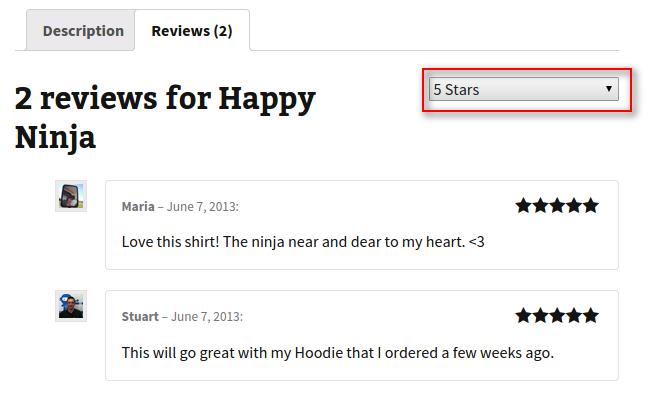 Description
Reviews (2)
2 reviews for Happy
Ninja
5 Stars
Maria – June 7, 2013:
Love this shirt! The ninja near and dear to my heart. <3
Stuart – June 7, 2013:
This will go great with my Hoodie that I ordered a few weeks ago.